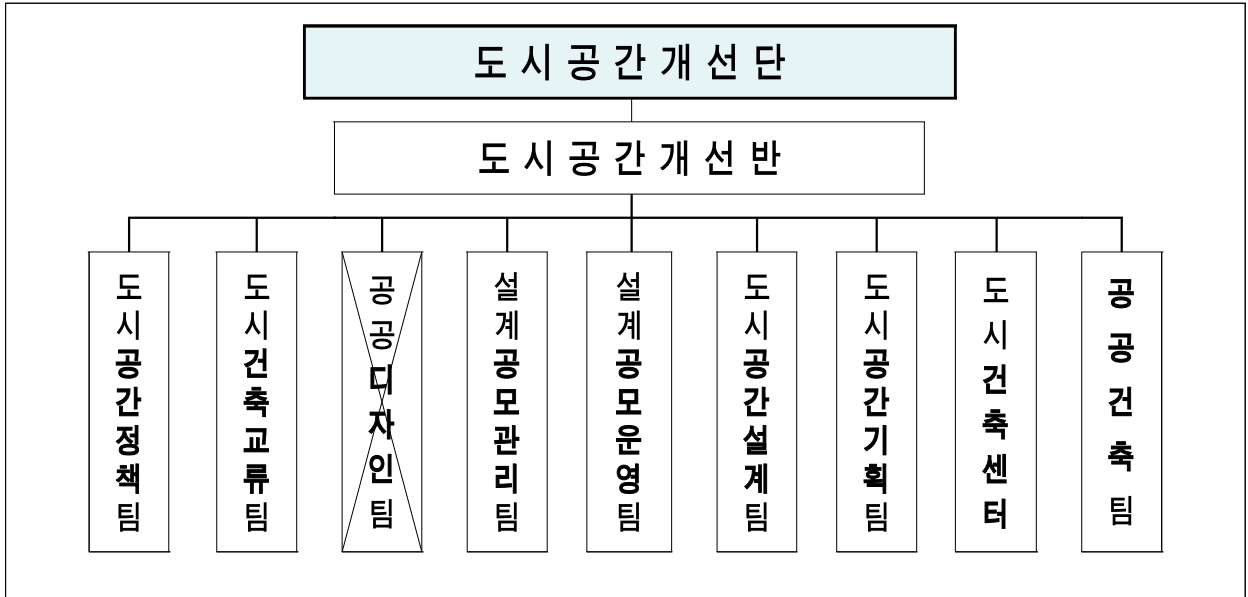 도시공간개선단
도시공간개선반
도시공간정책팀
도시건축교류팀
공공디자인팀
설계공모관리팀
설계공모운영팀
도시공간설계팀
도시공간기획팀
도시건축센터
공공건축팀